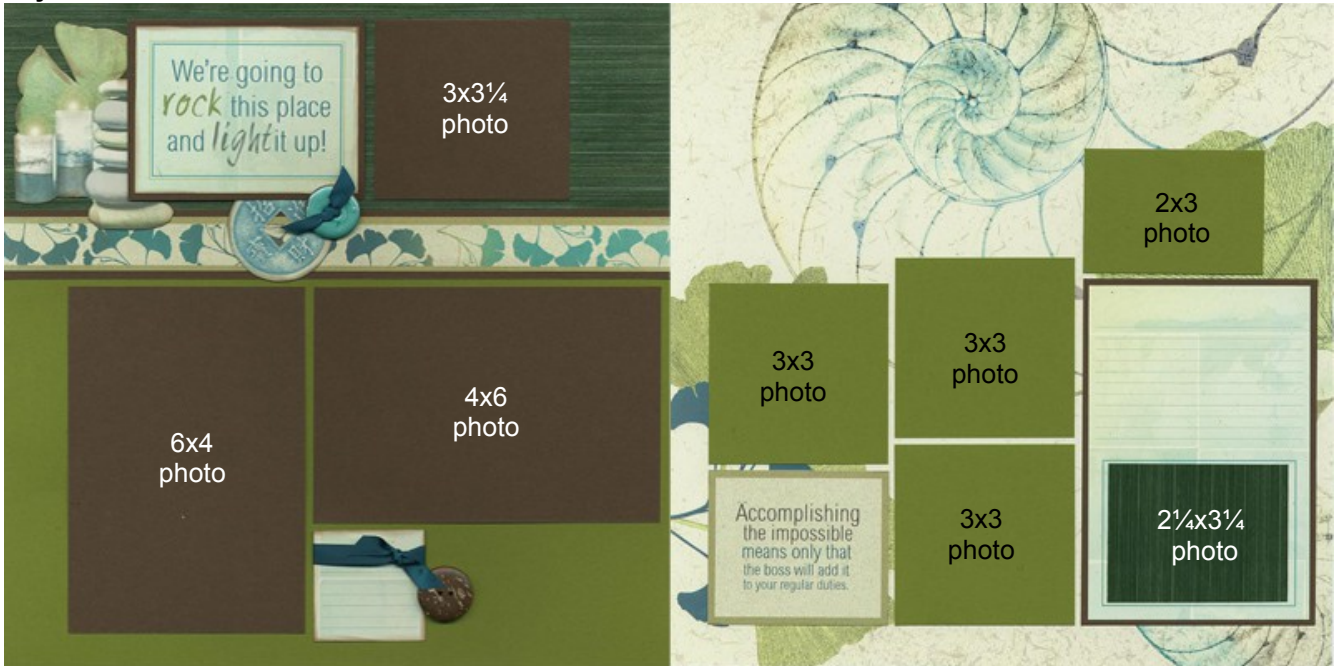 We're going to
rock this place
and light it up!
3x3¼
photo
6x4
photo
4x6
photo
2x3
photo
3x3
photo
3x3
photo
Accomplishing
the impossible
means only that
the boss will add it
to your regular duties.
3x3
photo
2¼x3¼
photo